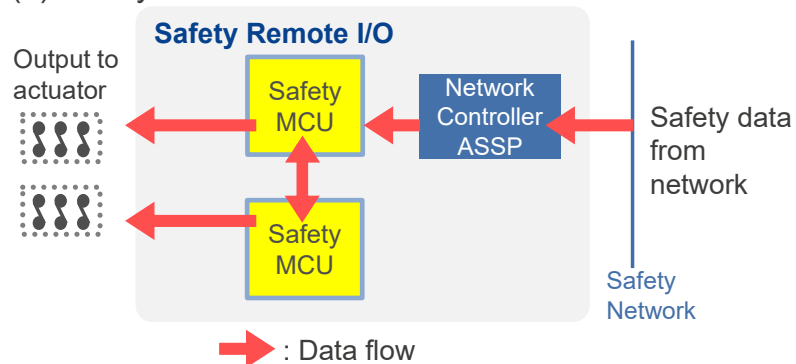 Safety Remote I/O
Output to
actuator
Safety
MCU
Network
Controller
ASSP
Safety data
from
network
Safety
MCU
Safety
Network
: Data flow